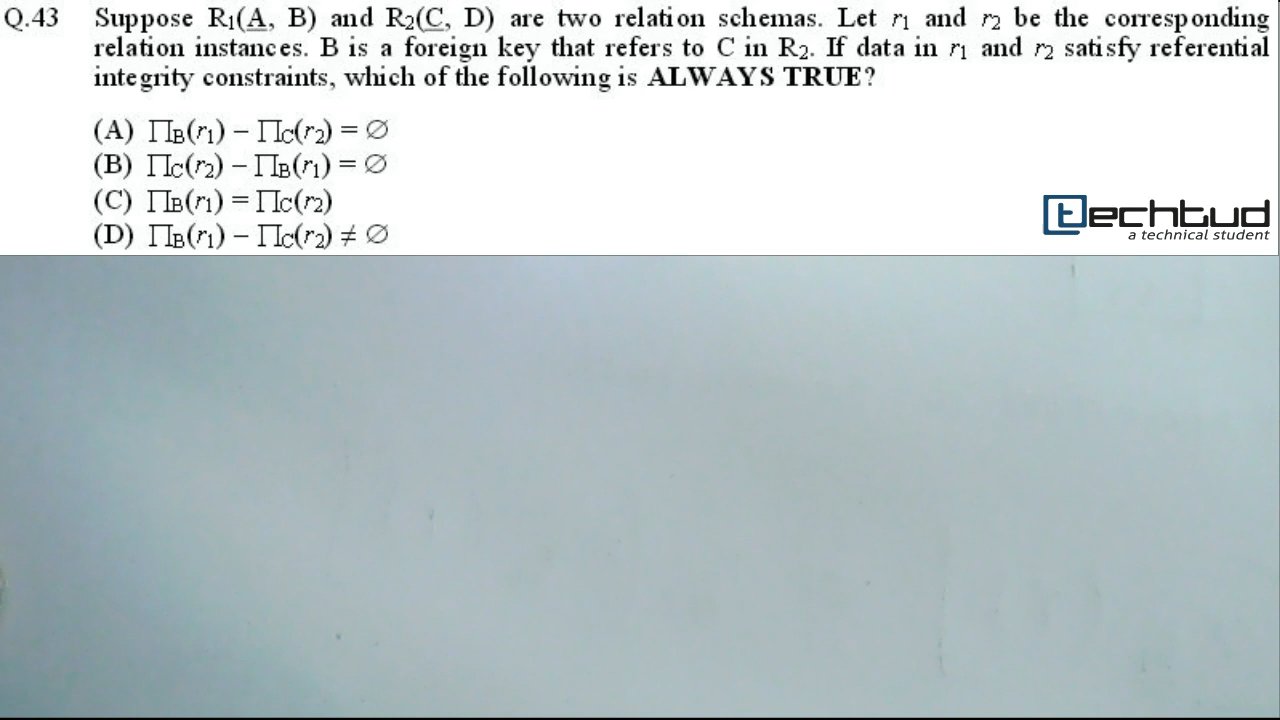 Q.43 Suppose R₁(A, B) and R₂(C, D) are two relation schemas. Let r₁ and r₂ be the corresponding
relation instances. B is a foreign key that refers to C in R₂. If data in r₁ and r₂ satisfy referential
integrity constraints, which of the following is ALWAYS TRUE?
(A) ∏B(r₁) – ∏C(r₂) = ∅
(B) ∏C(r₂) – ∏B(r₁) = ∅
(C) ∏B(r₁) = ∏C(r₂)
(D) ∏B(r₁) – ∏C(r₂) ≠ ∅
techtud
a technical student